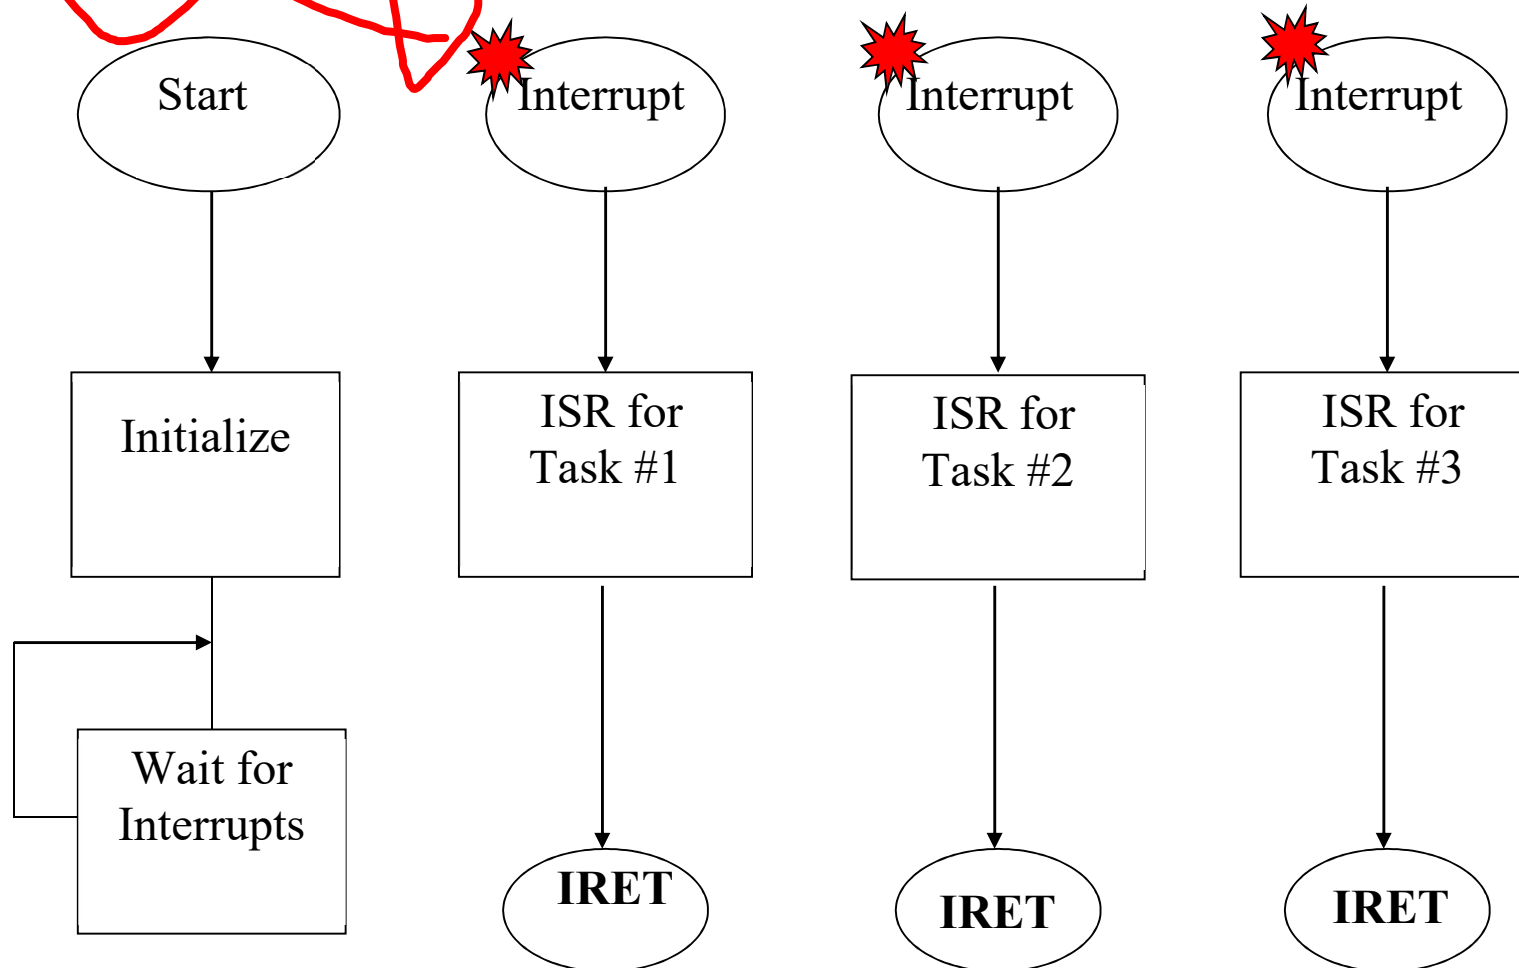 Start
Interrupt
Interrupt
Interrupt
Initialize
ISR for
Task #1
ISR for
Task #2
ISR for
Task #3
Wait for
Interrupts
IRET
IRET
IRET